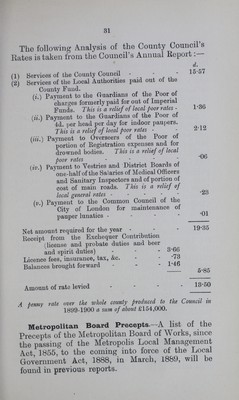 31
The following Analysis of the County Council's
Rates is taken from the Council's Annual Report :—
d.
(1) Services of the County Council - - - 15·57
(2) Services of the Local Authorities paid out of the
County Fund.
(i.) Payment to the Guardians of the Poor of
charges formerly paid for out of Imperial
Funds. This is a relief of local poor rates - 1·36
(ii.) Payment to the Guardians of the Poor of
4d. per head per day for indoor paupers.
This is a relief of local poor rates - 2·12
(iii.) Payment to Overseers of the Poor of
portion of Registration expenses and for
drowned bodies. This is a relief of local
poor rates - - - - ·06
(iv.) Payment to Vestries and District Boards of
one-half of the Salaries of Medical Officers
and Sanitary Inspectors and of portion of
cost of main roads. This is a relief of
local general rates - - - - ·23
(v.) Payment to the Common Council of the
City of London for maintenance of
pauper lunatics - - - - ·01
Net amount required for the year - - - 19·35
Receipt from the Exchequer Contribution
(licence and probate duties and beer
and spirit duties) - - 3·66
Licence fees, insurance, tax, &c. - - ·73
Balances brought forward - - - 1·46
5·85
Amount of rate levied - - - 13·50
A penny rate over the whole county produced to the Council in
1899-1900 a sum of about £154,000.
Metropolitan Board Precepts.—A list of the
Precepts of the Metropolitan Board of Works, since
the passing of the Metropolis Local Management
Act, 1855, to the coming into force of the Local
Government Act, 1888, in March, 1889, will be
found in previous reports.